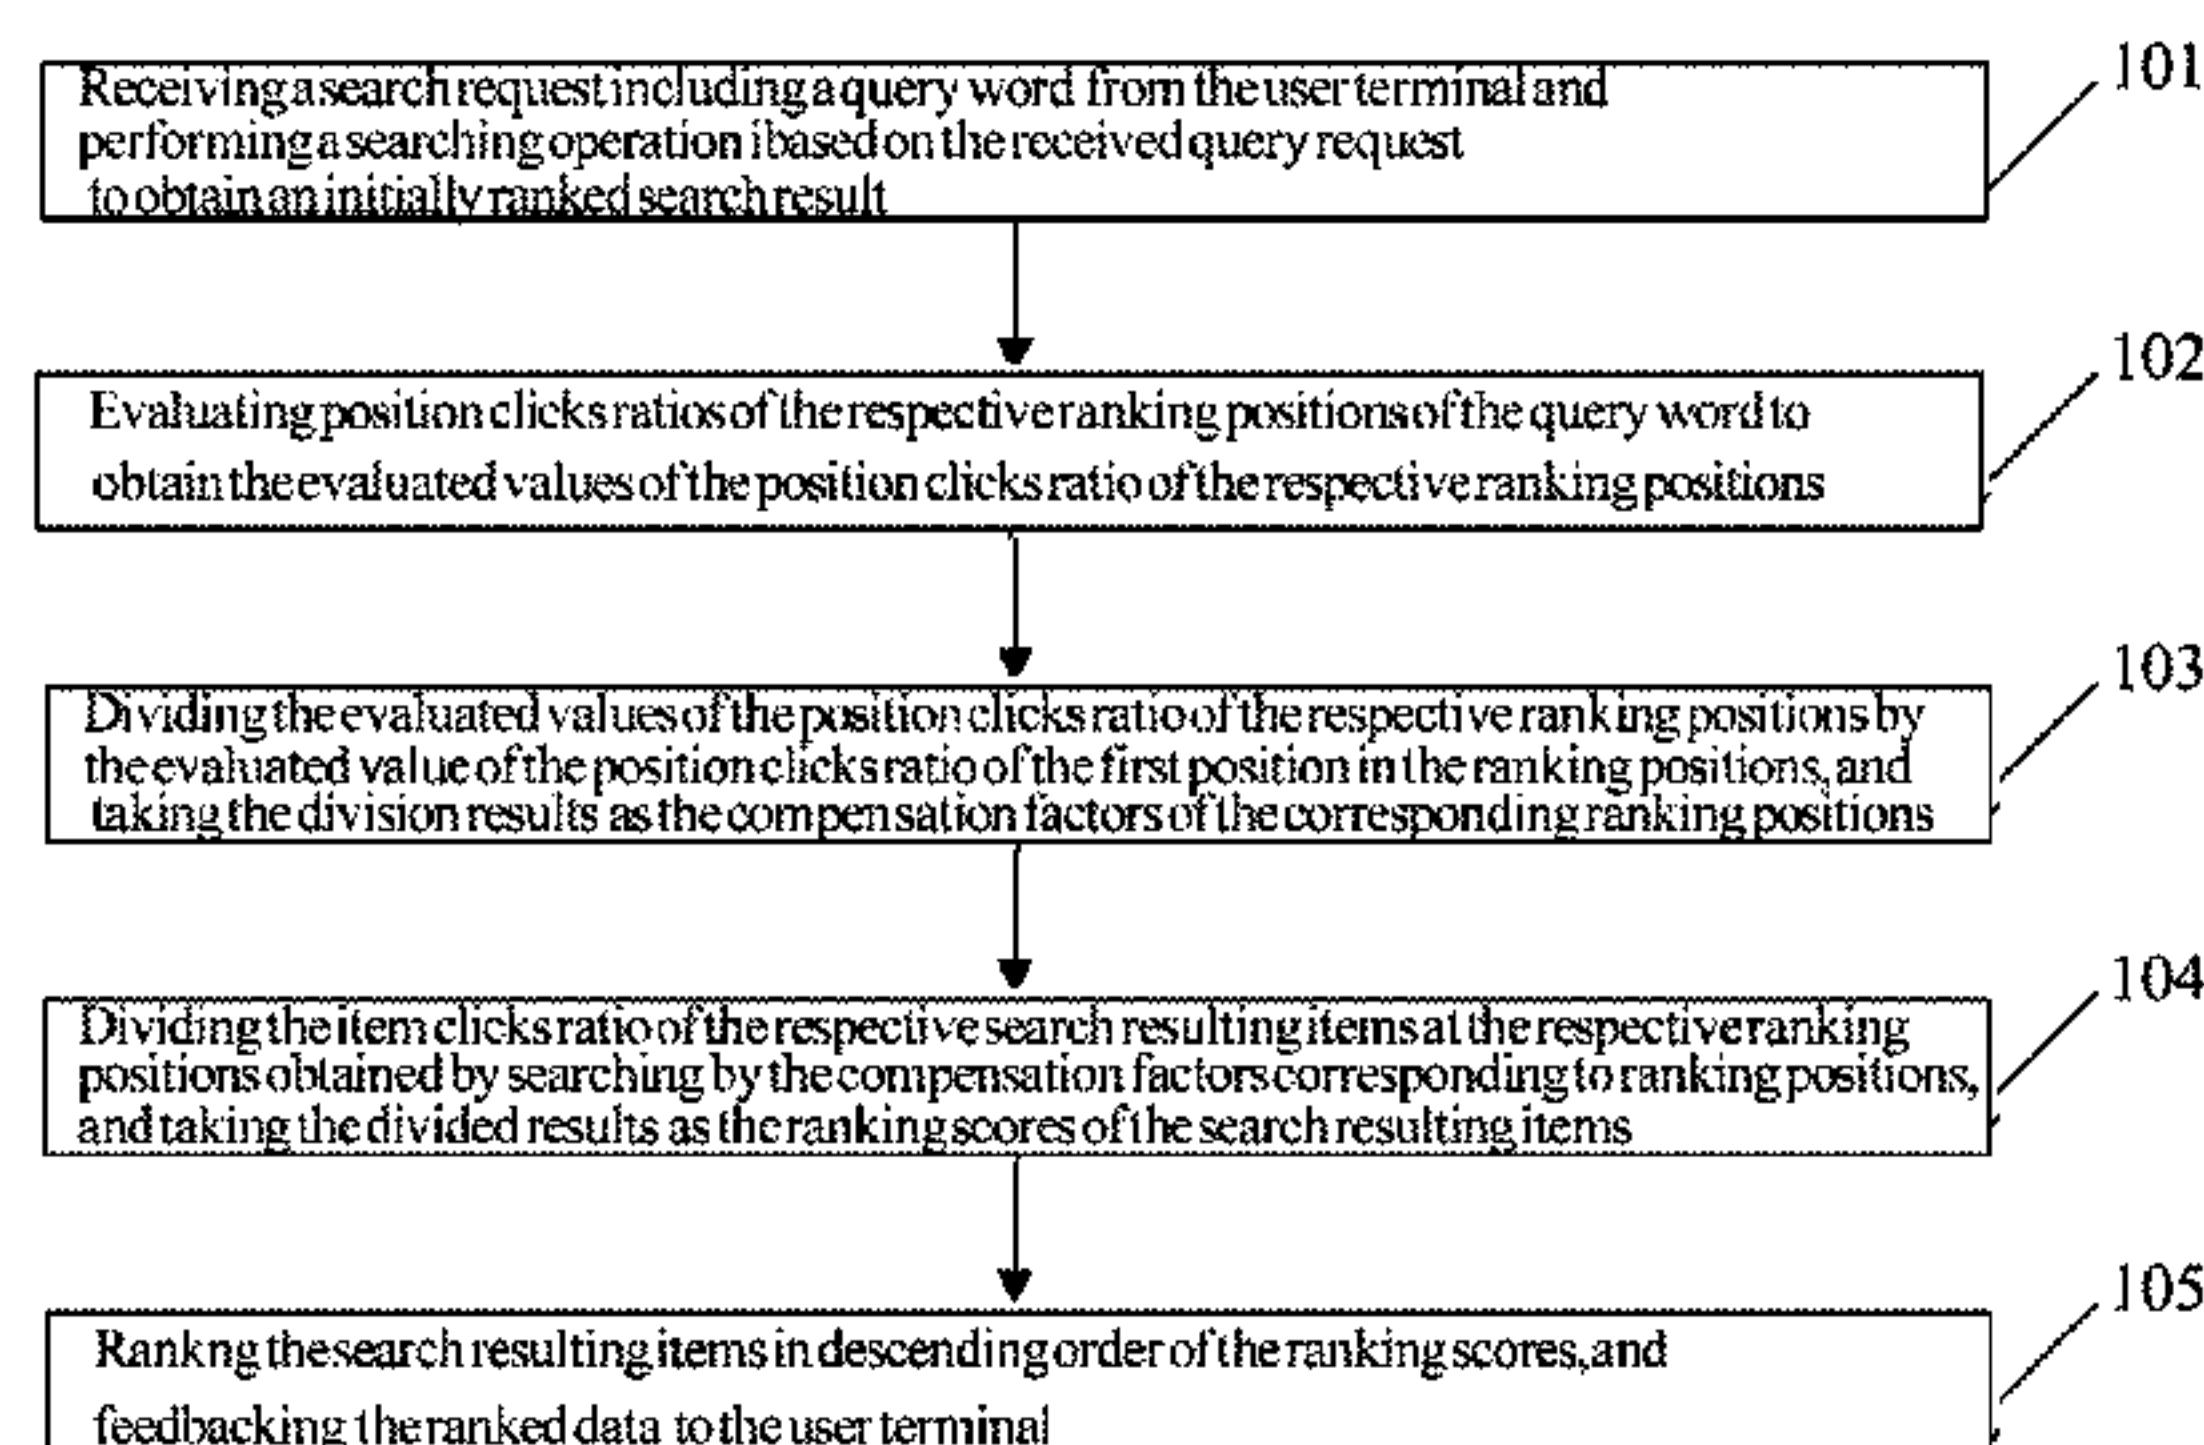 101
Receiving a search request including a query word from the user terminal and
performing a searching operation ibased on the received query request
to obtain an initially ranked search result
102
Evaluating position clicks ratios of the respective ranking positions of the query word to
obtain the evaluated values of the position clicks ratio of the respective ranking positions
103
Dividing the evaluated values of the position clicks ratio of the respective ranking positions by
the evaluated value of the position clicks ratio of the first position in the ranking positions, and
taking the division results as the compensation factors of the corresponding ranking positions
104
Dividing the item clicks ratio of the respective search resulting items at the respective ranking
positions obtained by searching by the compensation factors corresponding to ranking positions,
and taking the divided results as the ranking scores of the search resulting items
105
Rankng the search resulting items in descending order of the ranking scores, and
feedbacking the ranked data to the user terminal